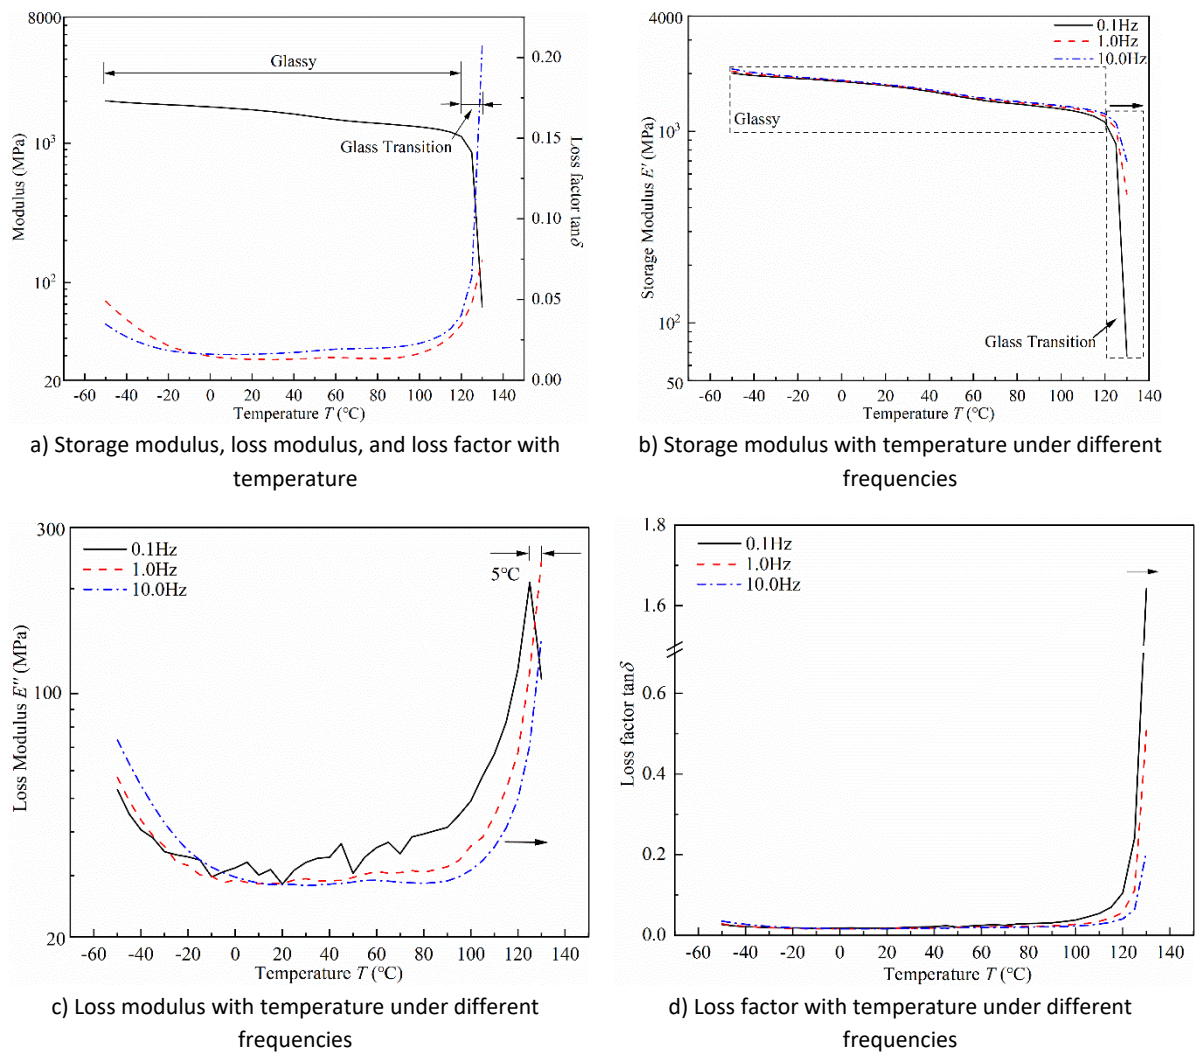 8000
10³
10²
20
Modulus (MPa)
Glassy
Glass Transition
0.20
0.15
0.10
0.05
0.00
Loss factor tanδ
-60 -40 -20 0 20 40 60 80 100 120 140
Temperature T (℃)
a) Storage modulus, loss modulus, and loss factor with
temperature
4000
10³
10²
50
Storage Modulus E' (MPa)
0.1Hz
1.0Hz
10.0Hz
Glassy
Glass Transition
-60 -40 -20 0 20 40 60 80 100 120 140
Temperature T (℃)
b) Storage modulus with temperature under different
frequencies
300
100
20
Loss Modulus E'' (MPa)
0.1Hz
1.0Hz
10.0Hz
5℃
-60 -40 -20 0 20 40 60 80 100 120 140
Temperature T (℃)
c) Loss modulus with temperature under different
frequencies
1.8
1.6
0.6
0.4
0.2
0.0
Loss factor tanδ
0.1Hz
1.0Hz
10.0Hz
-60 -40 -20 0 20 40 60 80 100 120 140
Temperature T (℃)
d) Loss factor with temperature under different
frequencies